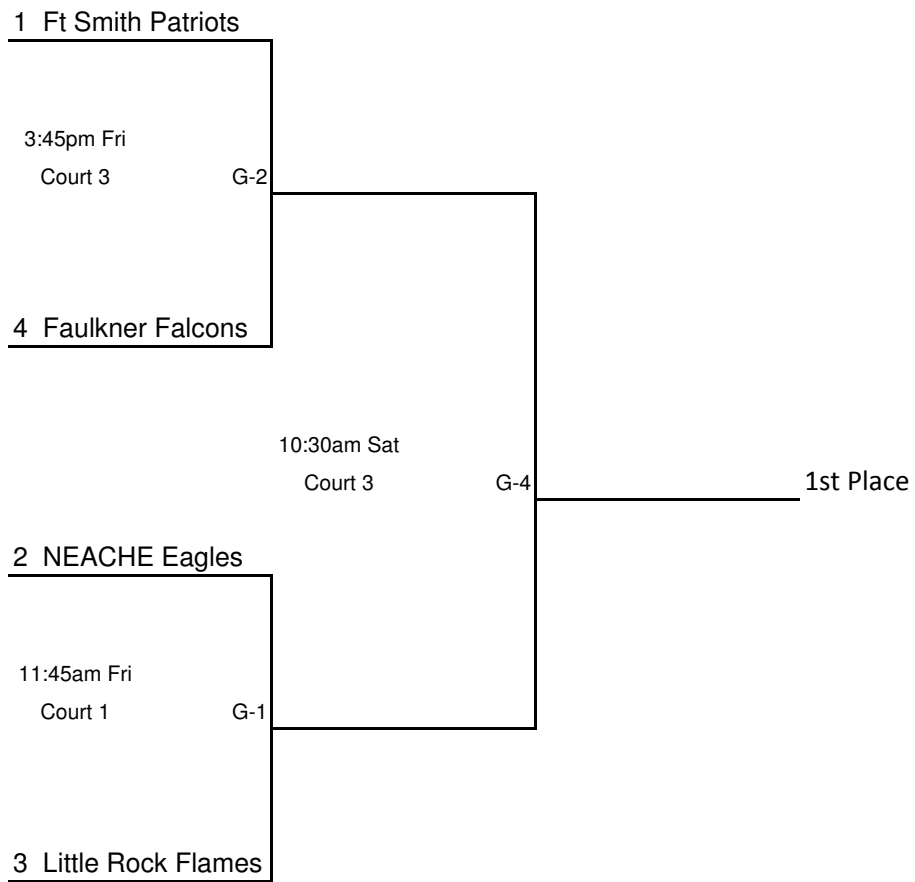 1 Ft Smith Patriots
3:45pm Fri
Court 3 G-2
4 Faulkner Falcons
10:30am Sat
Court 3 G-4
1st Place
2 NEACHE Eagles
11:45am Fri
Court 1 G-1
3 Little Rock Flames